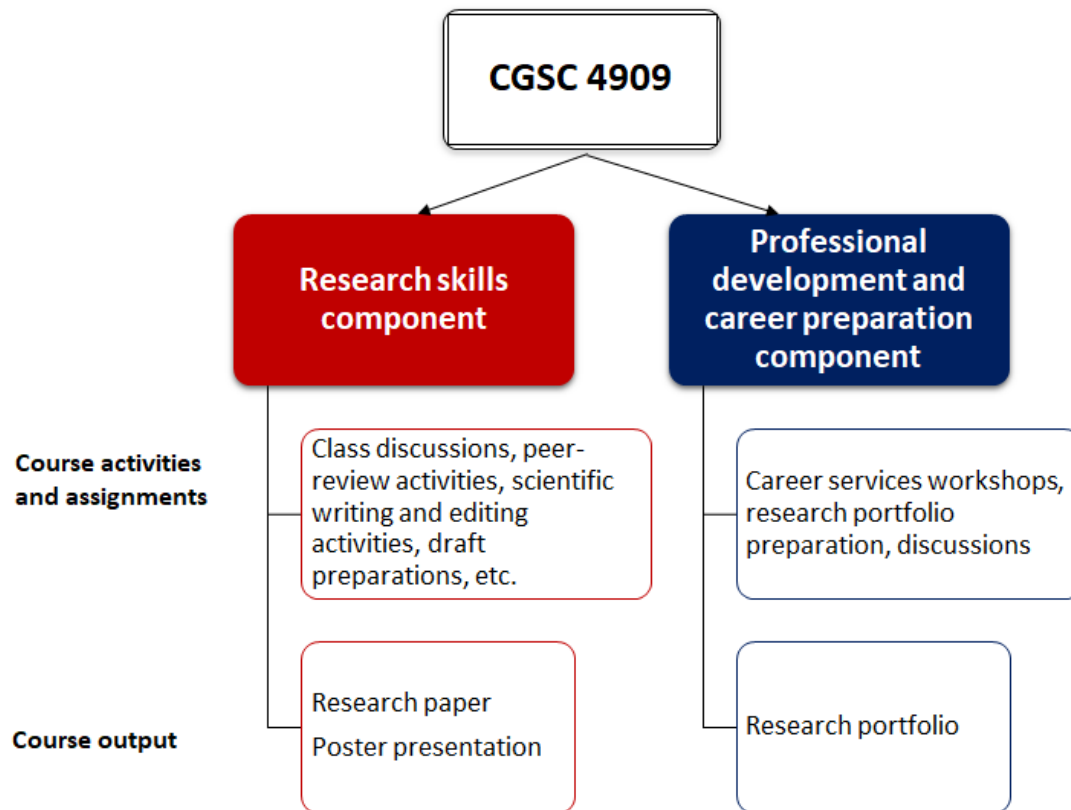 CGSC 4909
Research skills
component
Professional
development and
career preparation
component
Course activities
and assignments
Class discussions, peer-
review activities, scientific
writing and editing
activities, draft
preparations, etc.
Career services workshops,
research portfolio
preparation, discussions
Course output
Research paper
Poster presentation
Research portfolio